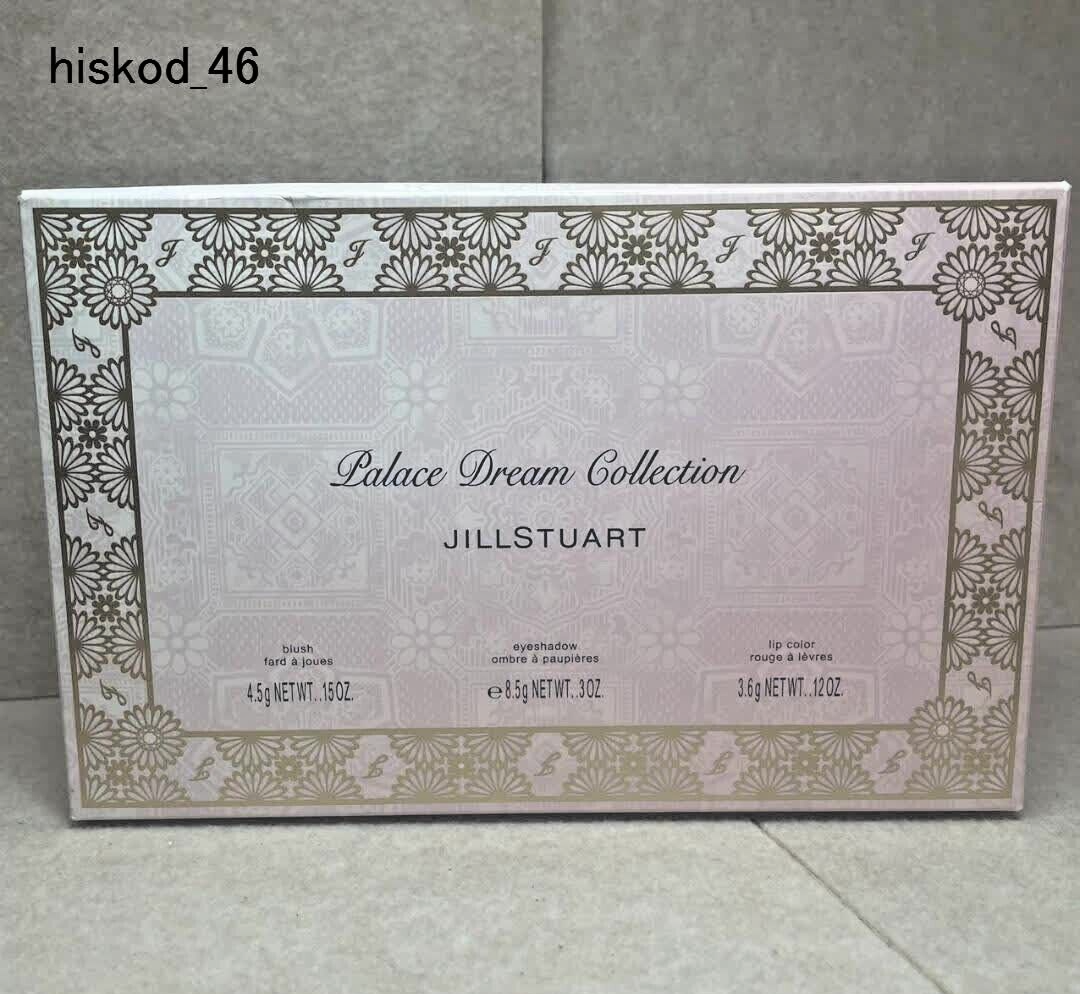 hiskod_46
Palace Dream Collection
JILLSTUART
blush
fard à joues
4.5g NET WT. .15 OZ.
eyeshadow
ombre à paupières
℮ 8.5g NET WT. .3 OZ.
lip color
rouge à lèvres
3.6g NET WT. .12 OZ.